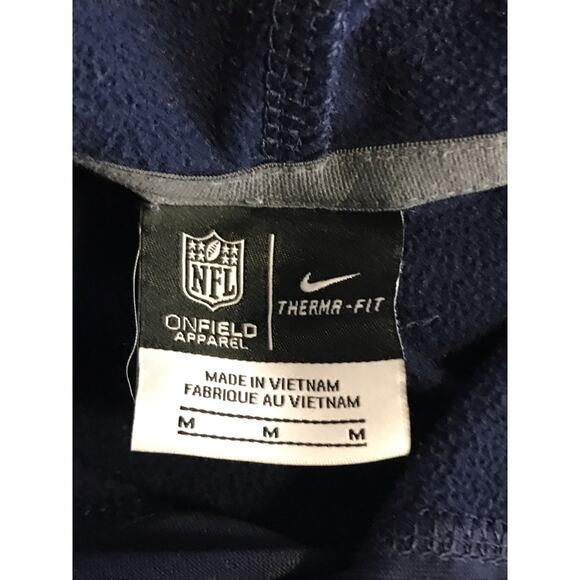 NFL
ONFIELD
APPAREL
THERMA-FIT
MADE IN VIETNAM
FABRIQUE AU VIETNAM
M M M